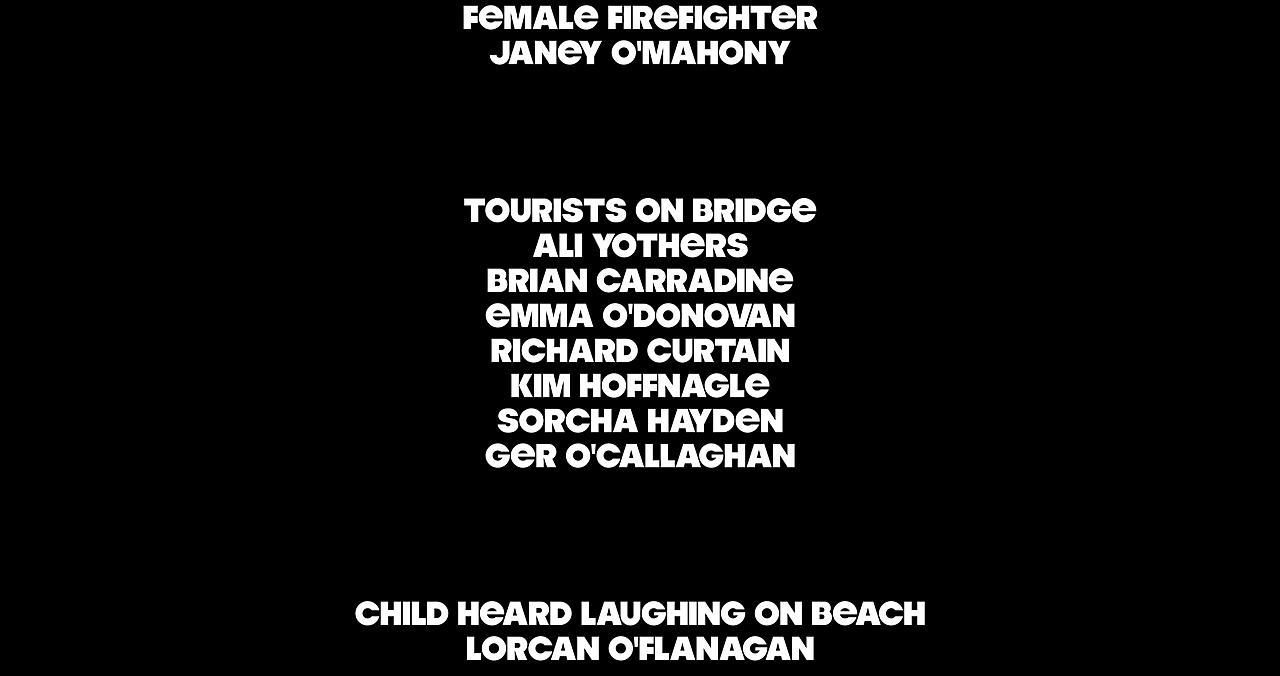 FeMALe FIReFIGHTeR
JANeY O'MAHONY
TOURISTS ON BRIDGe
ALI YOTHeRS
BRIAN CARRADINe
eMMA O'DONOVAN
RICHARD CURTAIN
KIM HOFFNAGLe
SORCHA HAYDeN
GeR O'CALLAGHAN
CHILD HeARD LAUGHING ON BeACH
LORCAN O'FLANAGAN